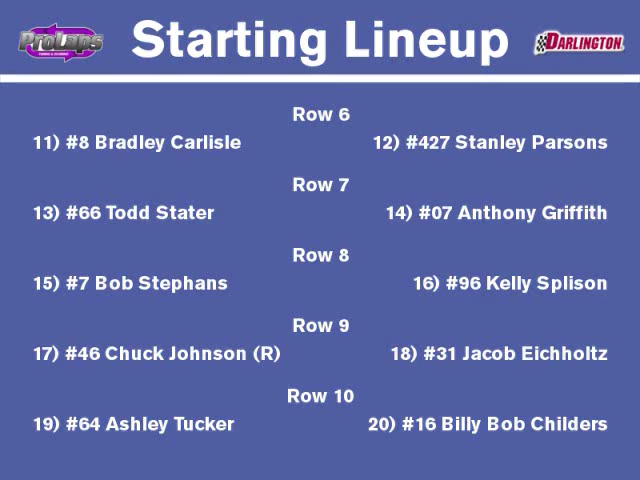 ProLaps
Starting Lineup
DARLINGTON
Row 6
11) #8 Bradley Carlisle
12) #427 Stanley Parsons
Row 7
13) #66 Todd Stater
14) #07 Anthony Griffith
Row 8
15) #7 Bob Stephans
16) #96 Kelly Splison
Row 9
17) #46 Chuck Johnson (R)
18) #31 Jacob Eichholtz
Row 10
19) #64 Ashley Tucker
20) #16 Billy Bob Childers